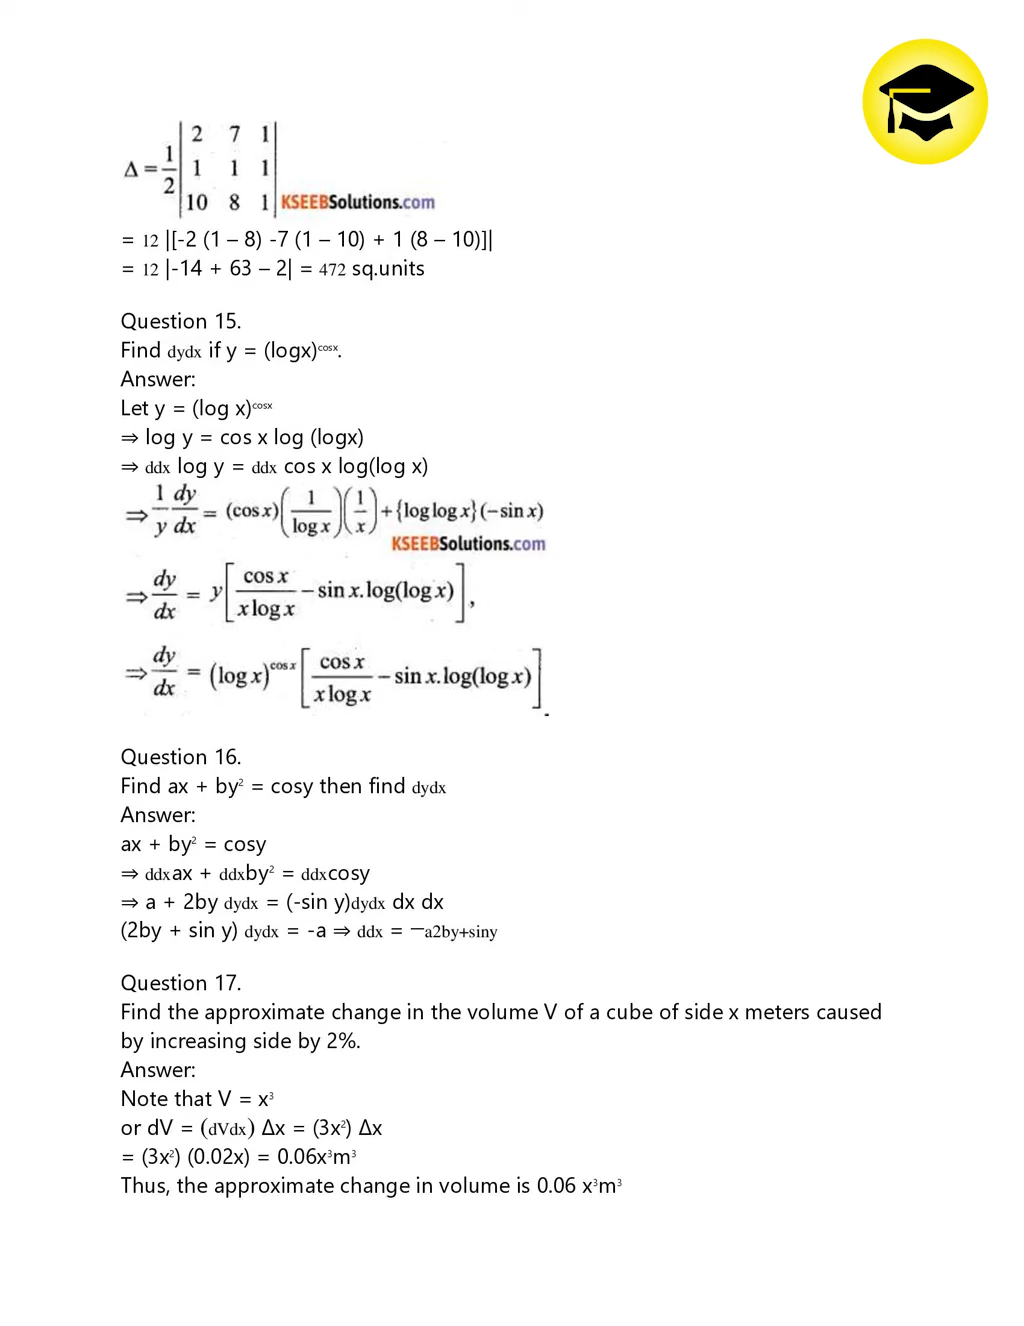 Δ = 1/2 | 2 7 1 |
| 1 1 1 |
| 10 8 1 | KSEEBSolutions.com
= 12 |[-2 (1 – 8) -7 (1 – 10) + 1 (8 – 10)]|
= 12 |-14 + 63 – 2| = 472 sq.units
Question 15.
Find dydx if y = (logx)^cosx.
Answer:
Let y = (log x)^cosx
⇒ log y = cos x log (logx)
⇒ ddx log y = ddx cos x log(log x)
⇒ 1/y dy/dx = (cos x)(1/log x)(1/x) + {log log x}(– sin x)
KSEEBSolutions.com
⇒ dy/dx = y[cos x/x log x – sin x.log(log x)],
⇒ dy/dx = (log x)^cos x [cos x/x log x – sin x.log(log x)].
Question 16.
Find ax + by² = cosy then find dydx
Answer:
ax + by² = cosy
⇒ ddxax + ddxby² = ddxcosy
⇒ a + 2by dydx = (-sin y)dydx dx dx
(2by + sin y) dydx = -a ⇒ ddx = −a2by+siny
Question 17.
Find the approximate change in the volume V of a cube of side x meters caused
by increasing side by 2%.
Answer:
Note that V = x³
or dV = (dVdx) Δx = (3x²) Δx
= (3x²) (0.02x) = 0.06x³m³
Thus, the approximate change in volume is 0.06 x³m³